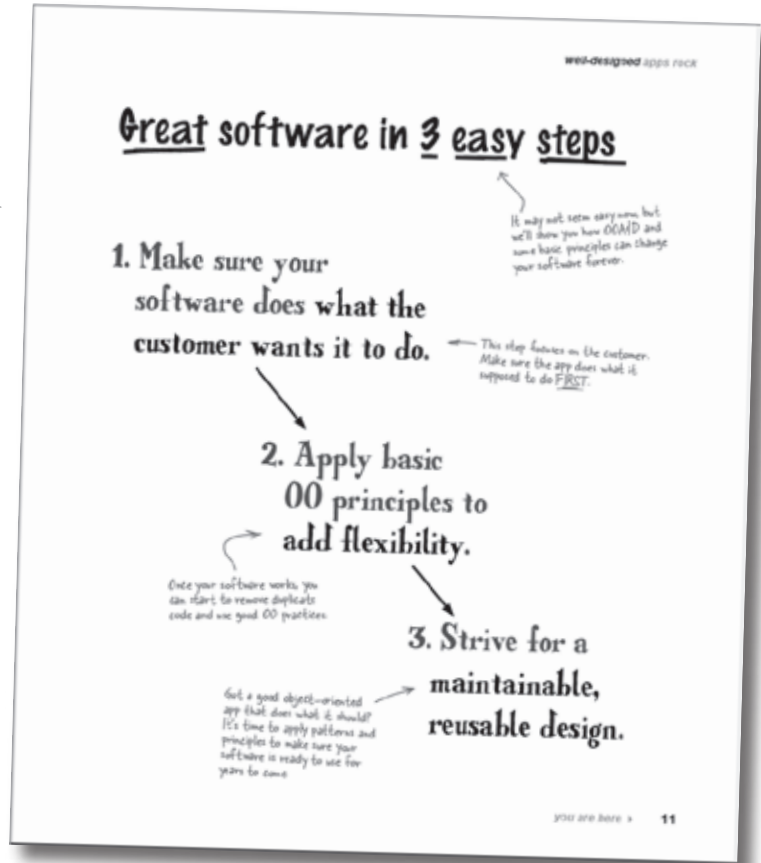 well-designed apps rock
Great software in 3 easy steps
It may not seem easy now, but
we'll show you how OOA/D and
some basic principles can change
your software forever.
1. Make sure your
software does what the
customer wants it to do.
This step focuses on the customer.
Make sure the app does what it
supposed to do FIRST.
2. Apply basic
OO principles to
add flexibility.
Once your software works, you
can start to remove duplicate
code and use good OO practices.
3. Strive for a
maintainable,
reusable design.
Got a good object-oriented
app that does what it should?
It's time to apply patterns and
principles to make sure your
software is ready to use for
years to come
you are here >
11